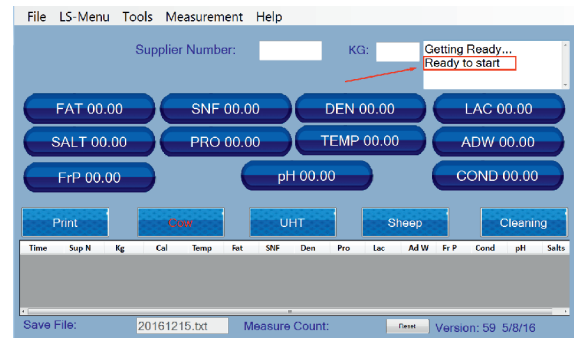 File LS-Menu Tools Measurement Help
Supplier Number: KG: Getting Ready...
Ready to start
FAT 00.00 SNF 00.00 DEN 00.00 LAC 00.00
SALT 00.00 PRO 00.00 TEMP 00.00 ADW 00.00
FrP 00.00 pH 00.00 COND 00.00
Print Cow UHT Sheep Cleaning
Time Sup N Kg Cal Temp Fat SNF Den Pro Lac Ad W Fr P Cond pH Salts
Save File: 20161215.txt Measure Count: Reset Version: 59 5/8/16